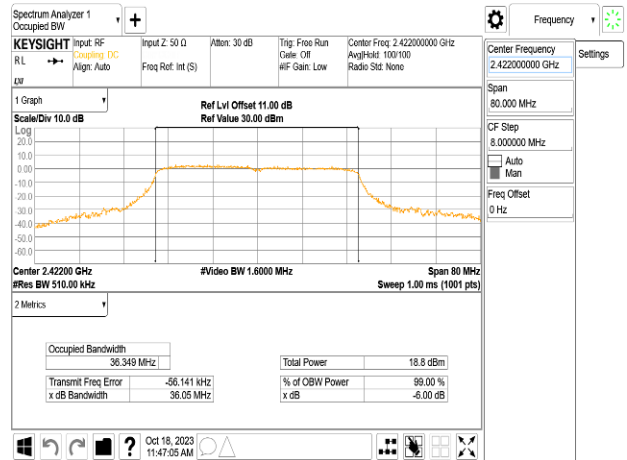 Spectrum Analyzer 1
Occupied BW
+
Frequency
KEYSIGHT
Input: RF
Input Z: 50 Ω
Atten: 30 dB
Trig: Free Run
Center Freq: 2.422000000 GHz
RL
Coupling: DC
Gate: Off
Avg|Hold: 100/100
Align: Auto
Freq Ref: Int (S)
#IF Gain: Low
Radio Std: None
LXI
Center Frequency
2.422000000 GHz
Settings
Span
80.000 MHz
CF Step
8.000000 MHz
Auto
Man
Freq Offset
0 Hz
1 Graph
Ref Lvl Offset 11.00 dB
Scale/Div 10.0 dB
Ref Value 30.00 dBm
Log
20.0
10.0
0.00
-10.0
-20.0
-30.0
-40.0
-50.0
-60.0
Center 2.42200 GHz
#Video BW 1.6000 MHz
Span 80 MHz
#Res BW 510.00 kHz
Sweep 1.00 ms (1001 pts)
2 Metrics
Occupied Bandwidth
36.349 MHz
Total Power
18.8 dBm
Transmit Freq Error
-56.141 kHz
% of OBW Power
99.00 %
x dB Bandwidth
36.05 MHz
x dB
-6.00 dB
?
Oct 18, 2023
11:47:05 AM